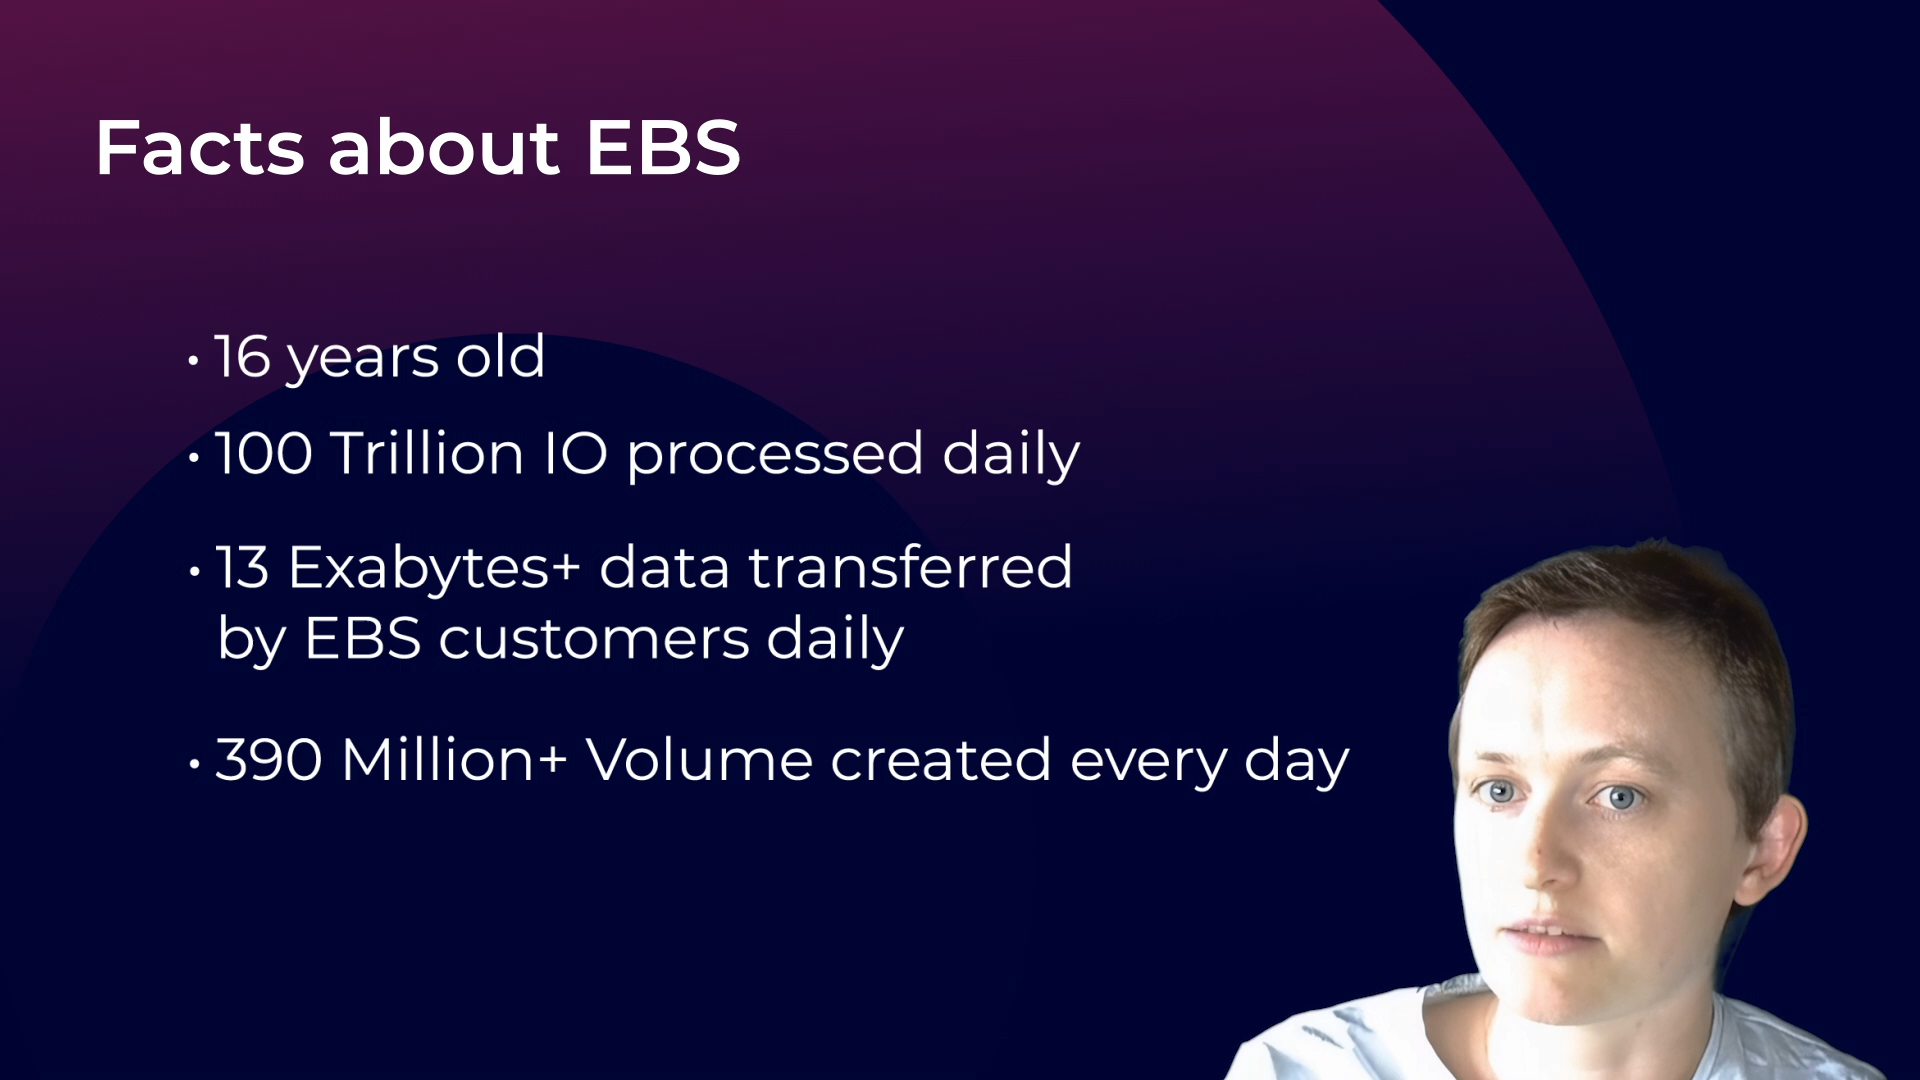 Facts about EBS
• 16 years old
• 100 Trillion IO processed daily
• 13 Exabytes+ data transferred
by EBS customers daily
• 390 Million+ Volume created every day